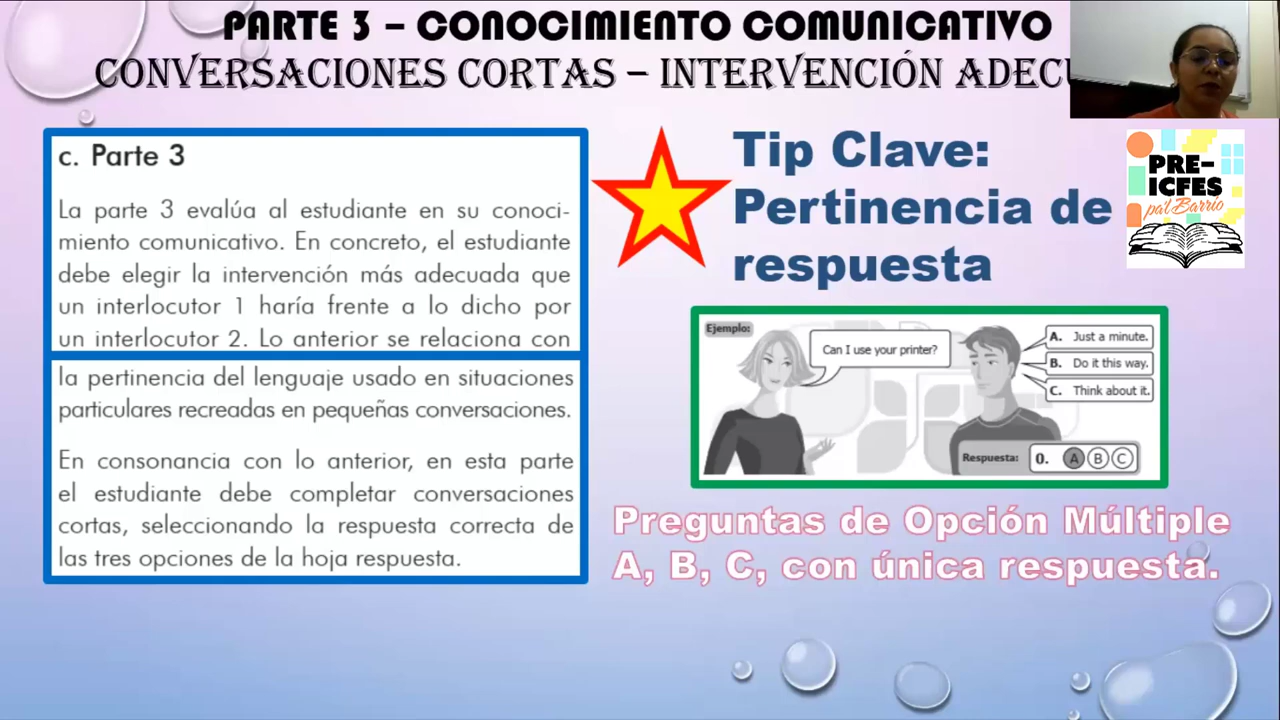 PARTE 3 – CONOCIMIENTO COMUNICATIVO
CONVERSACIONES CORTAS – INTERVENCIÓN
c. Parte 3
La parte 3 evalúa al estudiante en su conoci-
miento comunicativo. En concreto, el estudiante
debe elegir la intervención más adecuada que
un interlocutor 1 haría frente a lo dicho por
un interlocutor 2. Lo anterior se relaciona con
la pertinencia del lenguaje usado en situaciones
particulares recreadas en pequeñas conversaciones.
En consonancia con lo anterior, en esta parte
el estudiante debe completar conversaciones
cortas, seleccionando la respuesta correcta de
las tres opciones de la hoja respuesta.
Tip Clave:
Pertinencia de
respuesta
PRE-
ICFES
pa'l Barrio
Ejemplo:
Can I use your printer?
A. Just a minute.
B. Do it this way.
C. Think about it.
Respuesta: 0. A B C
Preguntas de Opción Múltiple
A, B, C, con única respuesta.